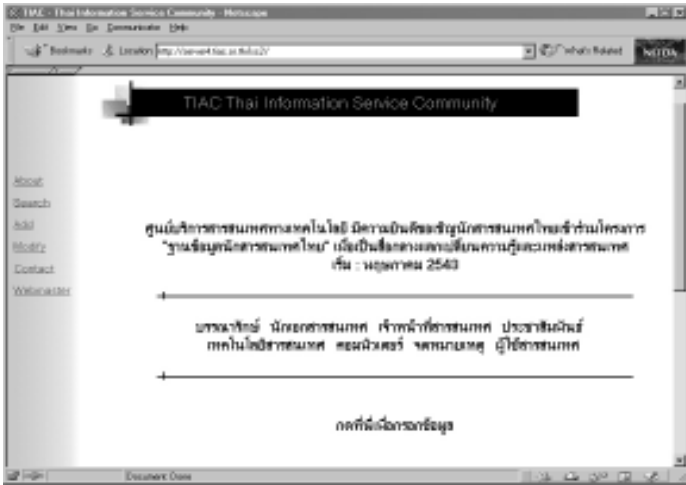 TIAC - Thai Information Service Community - Netscape
File Edit View Go Communicator Help
Bookmarks Location: What's Related
TIAC Thai Information Service Community
About
Search
Add
Modify
Contact
Webmaster
ศูนย์บริการสารสนเทศทางเทคโนโลยี มีความยินดีขอเชิญนักสารสนเทศไทยเข้าร่วมโครงการ
"ฐานข้อมูลนักสารสนเทศไทย" เพื่อเป็นสื่อกลางแลกเปลี่ยนความรู้และแหล่งสารสนเทศ
เริ่ม : พฤษภาคม 2543
บรรณารักษ์ นักเอกสารสนเทศ เจ้าหน้าที่สารสนเทศ ประชาสัมพันธ์
เทคโนโลยีสารสนเทศ คอมพิวเตอร์ จดหมายเหตุ ผู้ใช้สารสนเทศ
กดที่นี่เพื่อกรอกข้อมูล
Document: Done